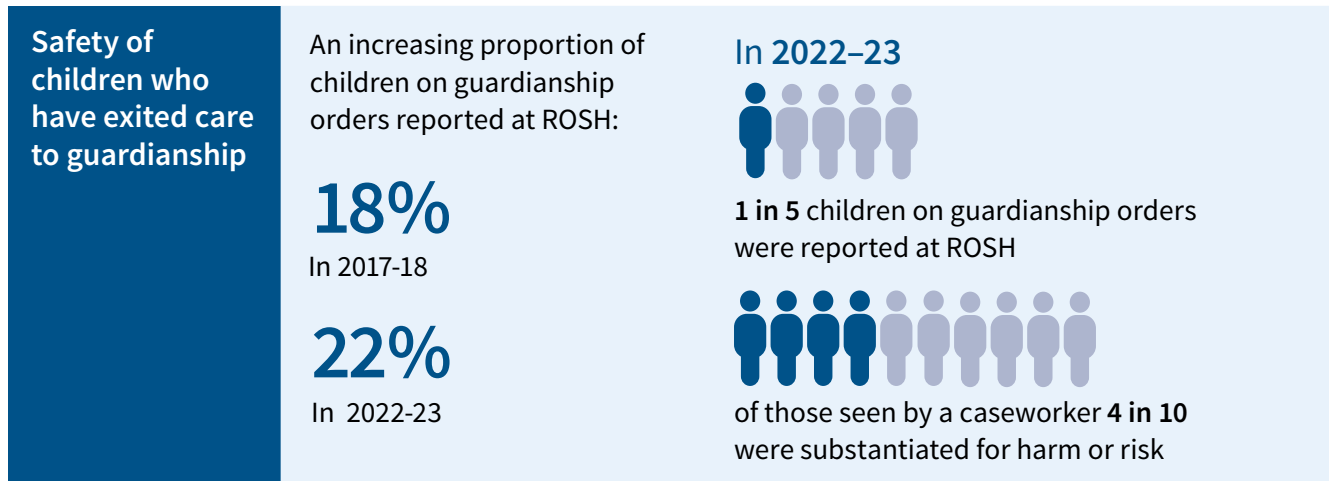 Safety of
children who
have exited care
to guardianship
An increasing proportion of
children on guardianship
orders reported at ROSH:
18%
In 2017-18
22%
In 2022-23
In 2022–23
1 in 5 children on guardianship orders
were reported at ROSH
of those seen by a caseworker 4 in 10
were substantiated for harm or risk